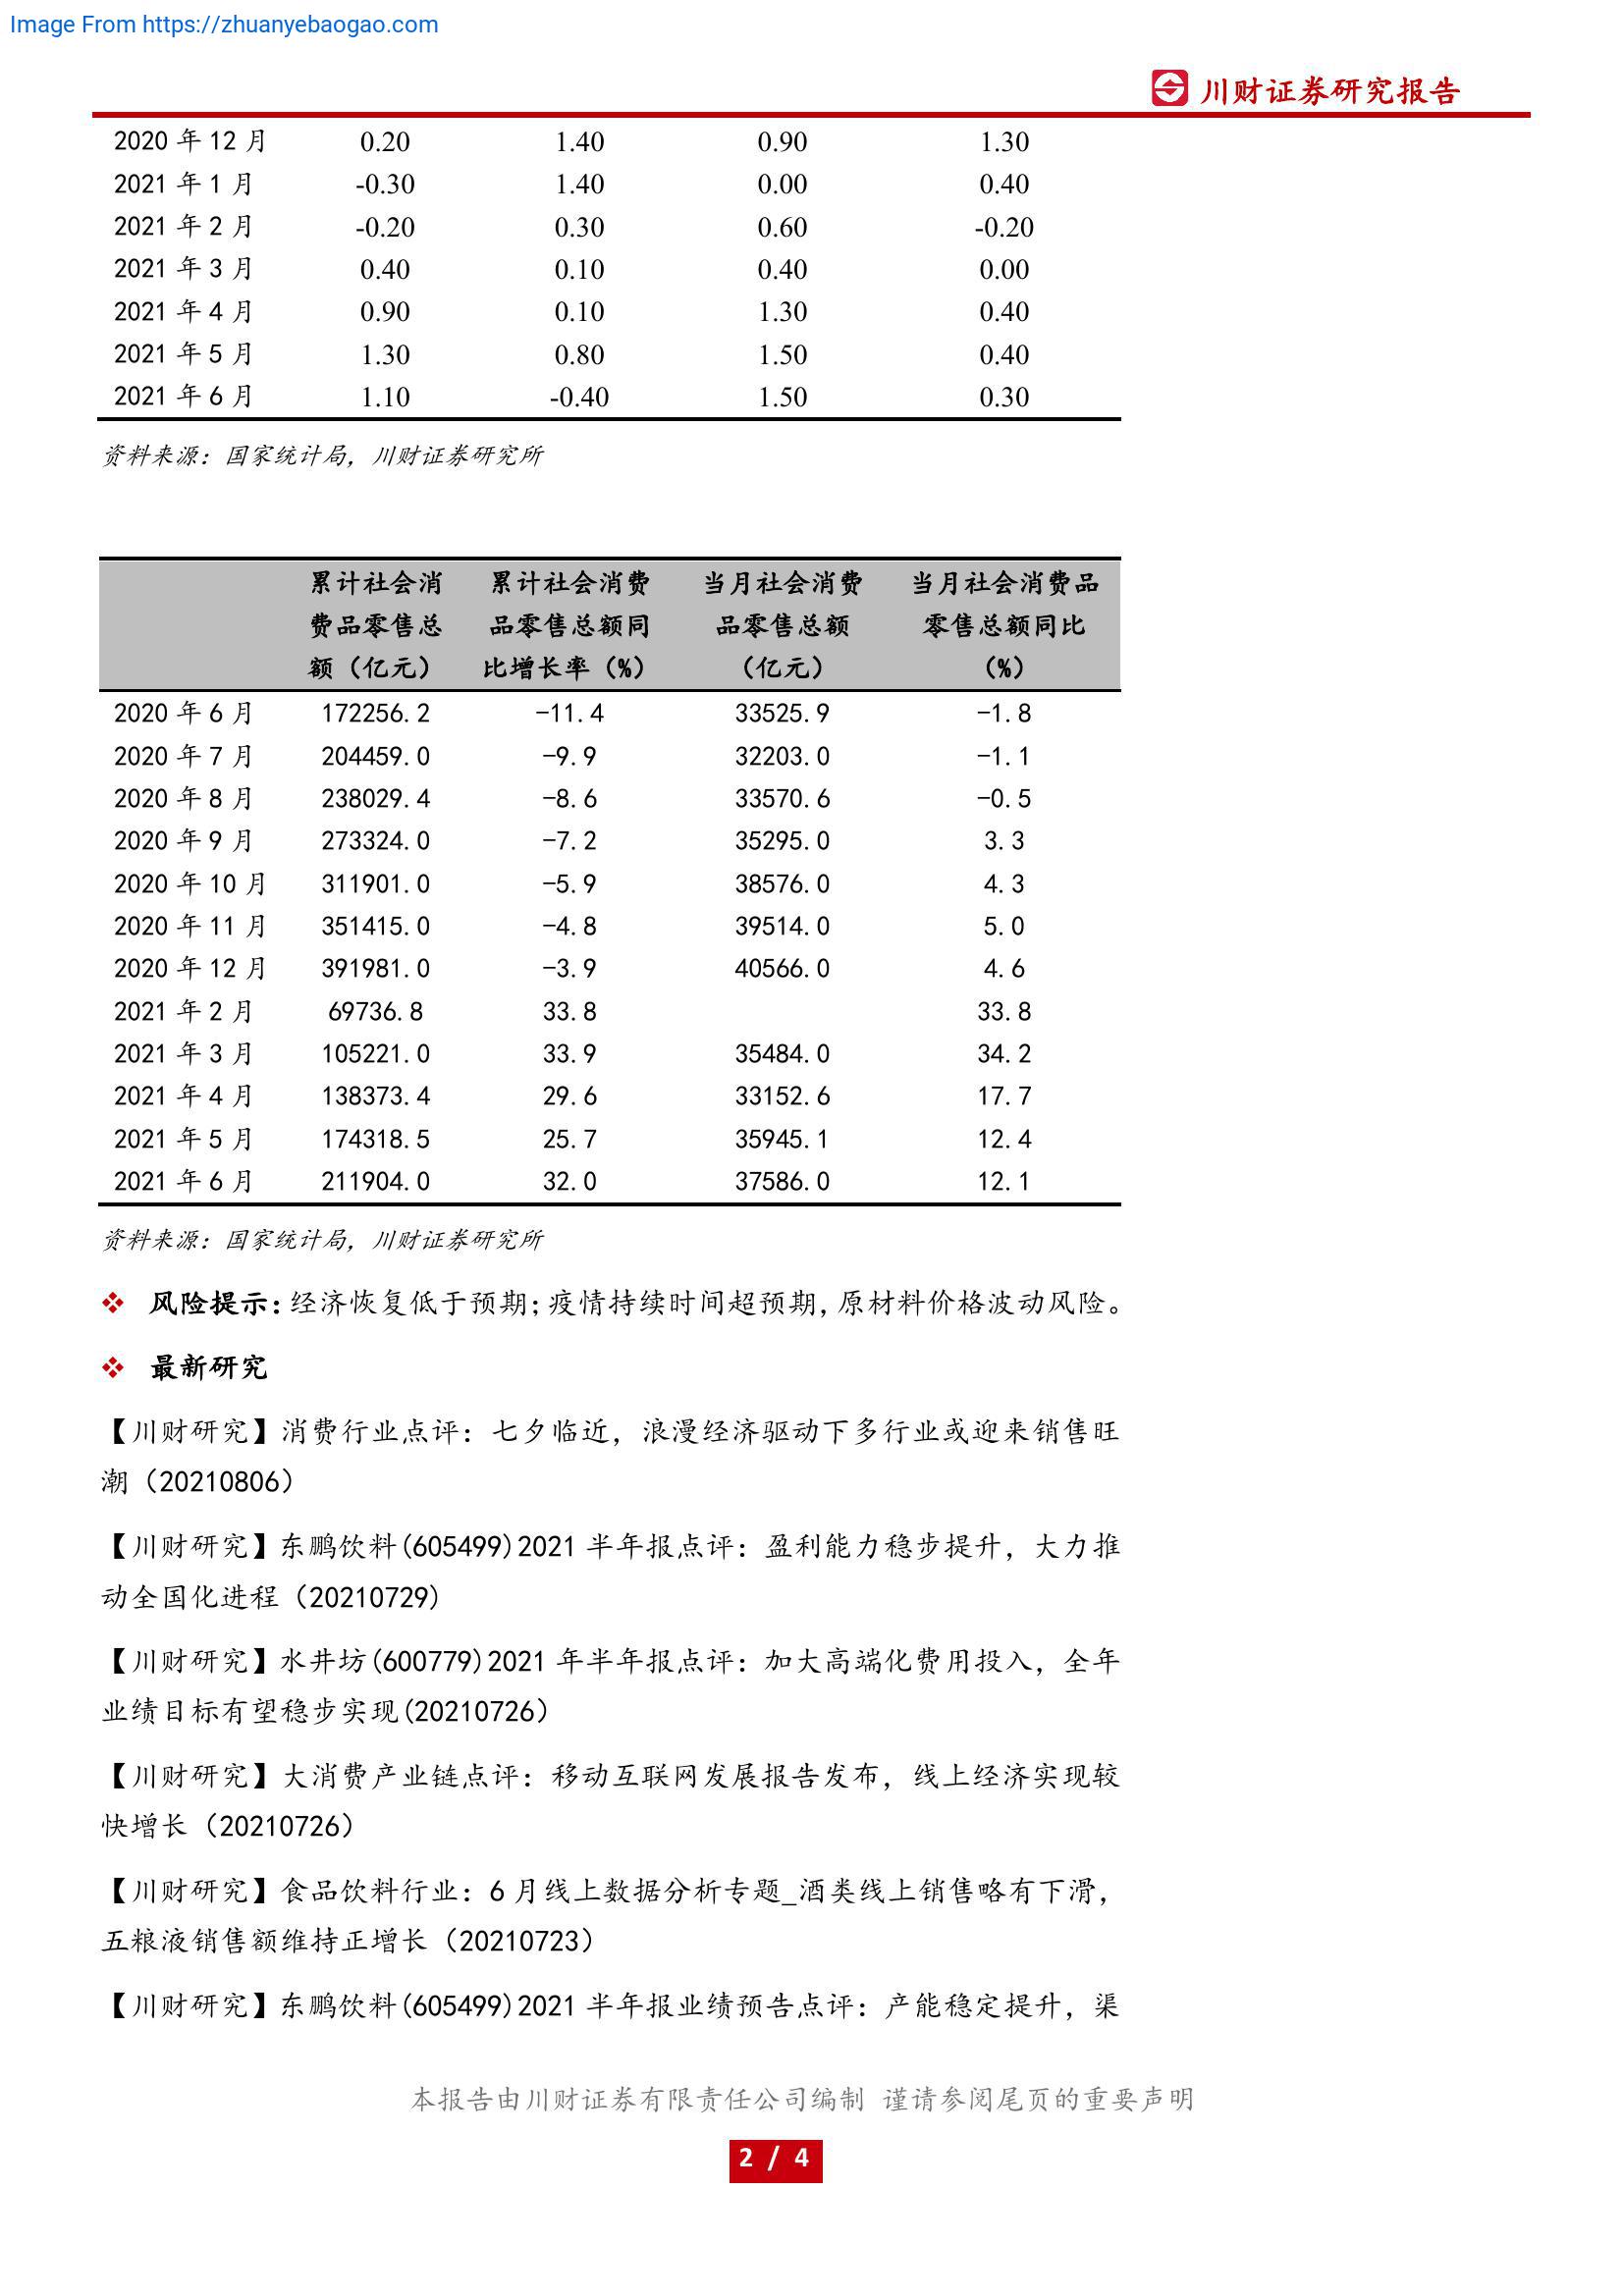 Image From https://zhuanyebaogao.com
川财证券研究报告
2020 年 12 月 0.20 1.40 0.90 1.30
2021 年 1 月 -0.30 1.40 0.00 0.40
2021 年 2 月 -0.20 0.30 0.60 -0.20
2021 年 3 月 0.40 0.10 0.40 0.00
2021 年 4 月 0.90 0.10 1.30 0.40
2021 年 5 月 1.30 0.80 1.50 0.40
2021 年 6 月 1.10 -0.40 1.50 0.30
资料来源：国家统计局，川财证券研究所
累计社会消 累计社会消费 当月社会消费 当月社会消费品
费品零售总 品零售总额同 品零售总额 零售总额同比
额（亿元） 比增长率（%） （亿元） （%）
2020 年 6 月 172256.2 -11.4 33525.9 -1.8
2020 年 7 月 204459.0 -9.9 32203.0 -1.1
2020 年 8 月 238029.4 -8.6 33570.6 -0.5
2020 年 9 月 273324.0 -7.2 35295.0 3.3
2020 年 10 月 311901.0 -5.9 38576.0 4.3
2020 年 11 月 351415.0 -4.8 39514.0 5.0
2020 年 12 月 391981.0 -3.9 40566.0 4.6
2021 年 2 月 69736.8 33.8 33.8
2021 年 3 月 105221.0 33.9 35484.0 34.2
2021 年 4 月 138373.4 29.6 33152.6 17.7
2021 年 5 月 174318.5 25.7 35945.1 12.4
2021 年 6 月 211904.0 32.0 37586.0 12.1
资料来源：国家统计局，川财证券研究所
❖ 风险提示：经济恢复低于预期；疫情持续时间超预期，原材料价格波动风险。
❖ 最新研究
【川财研究】消费行业点评：七夕临近，浪漫经济驱动下多行业或迎来销售旺
潮（20210806）
【川财研究】东鹏饮料(605499)2021 半年报点评：盈利能力稳步提升，大力推
动全国化进程（20210729)
【川财研究】水井坊(600779)2021 年半年报点评：加大高端化费用投入，全年
业绩目标有望稳步实现(20210726）
【川财研究】大消费产业链点评：移动互联网发展报告发布，线上经济实现较
快增长（20210726）
【川财研究】食品饮料行业：6 月线上数据分析专题_酒类线上销售略有下滑，
五粮液销售额维持正增长（20210723）
【川财研究】东鹏饮料(605499)2021 半年报业绩预告点评：产能稳定提升，渠
本报告由川财证券有限责任公司编制 谨请参阅尾页的重要声明
2 / 4